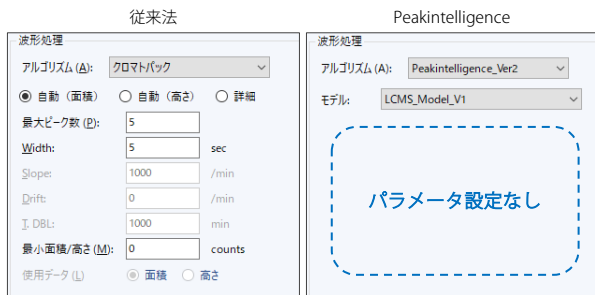 従来法
波形処理
アルゴリズム (A): クロマトパック
自動（面積） 自動（高さ） 詳細
最大ピーク数 (P): 5
Width: 5 sec
Slope: 1000 /min
Drift: 0 /min
T. DBL: 1000 min
最小面積/高さ (M): 0 counts
使用データ (L) 面積 高さ
Peakintelligence
波形処理
アルゴリズム (A): Peakintelligence_Ver2
モデル: LCMS_Model_V1
パラメータ設定なし